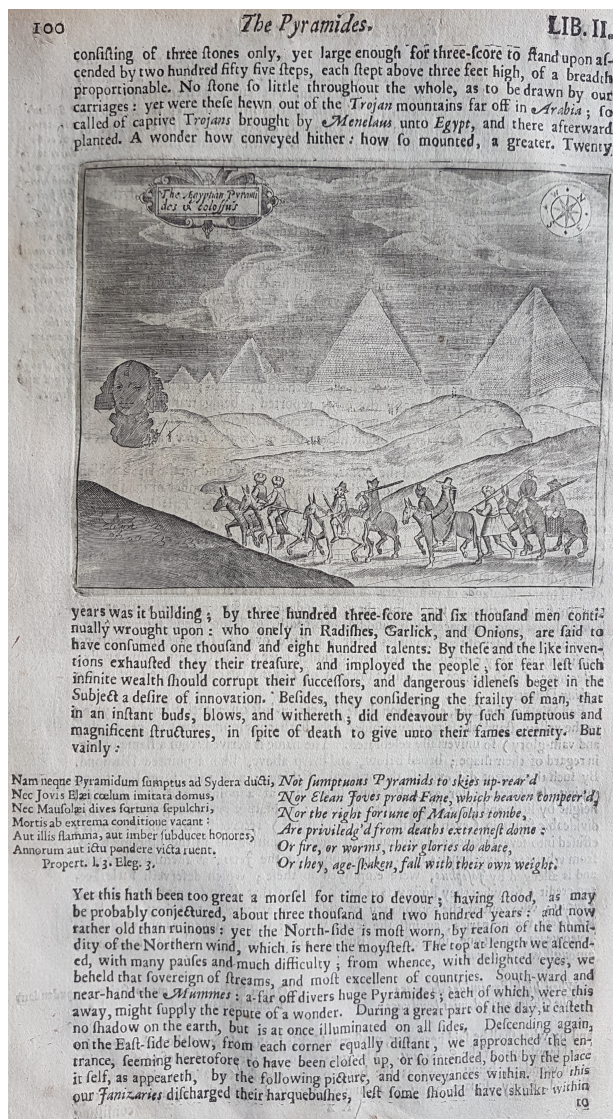 100 The Pyramides. LIB. II.
conſiſting of three ſtones only, yet large enough for three-ſcore to ſtand upon aſ-
cended by two hundred fifty five ſteps, each ſtept above three feet high, of a breadth
proportionable. No ſtone ſo little throughout the whole, as to be drawn by our
carriages : yet were theſe hewn out of the Trojan mountains far off in Arabia ; ſo
called of captive Trojans brought by Menelaus unto Egypt, and there afterward
planted. A wonder how conveyed hither : how ſo mounted, a greater. Twenty
The Ægyptian Pyrami
des & Coloſſus
N
W
S
E
years was it building ; by three hundred three-ſcore and ſix thouſand men conti-
nually wrought upon : who onely in Radiſhes, Garlick, and Onions, are ſaid to
have conſumed one thouſand and eight hundred talents. By theſe and the like inven-
tions exhauſted they their treaſure, and imployed the people ; for fear leſt ſuch
infinite wealth ſhould corrupt their ſucceſſors, and dangerous idleneſs beget in the
Subject a deſire of innovation. Beſides, they conſidering the frailty of man, that
in an inſtant buds, blows, and withereth ; did endeavour by ſuch ſumptuous and
magnificent ſtructures, in ſpite of death to give unto their fames eternity. But
vainly :
Nam neque Pyramidum ſumptus ad Sydera ducti,
Nec Jovis Elæi cœlum imitata domus,
Nec Mauſolæi dives fortuna ſepulchri,
Mortis ab extrema conditione vacant :
Aut illis flamma, aut imber ſubducet honores,
Annorum aut ictu pondere victa ruent.
Propert. l. 3. Eleg. 3.
Not ſumptuous Pyramids to skies up-rear'd
Nor Elean Joves proud Fane, which heaven compeer'd,
Nor the right fortune of Mauſolus tombe,
Are priviledg'd from deaths extremeſt dome :
Or fire, or worms, their glories do abate,
Or they, age-ſhaken, fall with their own weight.
Yet this hath been too great a morſel for time to devour ; having ſtood, as may
be probably conjectured, about three thouſand and two hundred years : and now
rather old than ruinous : yet the North-ſide is moſt worn, by reaſon of the humi-
dity of the Northern wind, which is here the moyſteſt. The top at length we aſcend-
ed, with many pauſes and much difficulty ; from whence, with delighted eyes, we
beheld that ſovereign of ſtreams, and moſt excellent of countries. South-ward and
near-hand the Mummes : a-far off divers huge Pyramides ; each of which, were this
away, might ſupply the repute of a wonder. During a great part of the day, it caſteth
no ſhadow on the earth, but is at once illuminated on all ſides. Deſcending again,
on the Eaſt-ſide below, from each corner equally diſtant, we approached the en-
trance, ſeeming heretofore to have been cloſed up, or ſo intended, both by the place
it ſelf, as appeareth, by the following picture, and conveyances within. Into this
our Janizaries diſcharged their harquebuſhes, leſt ſome ſhould have skulkt within
to